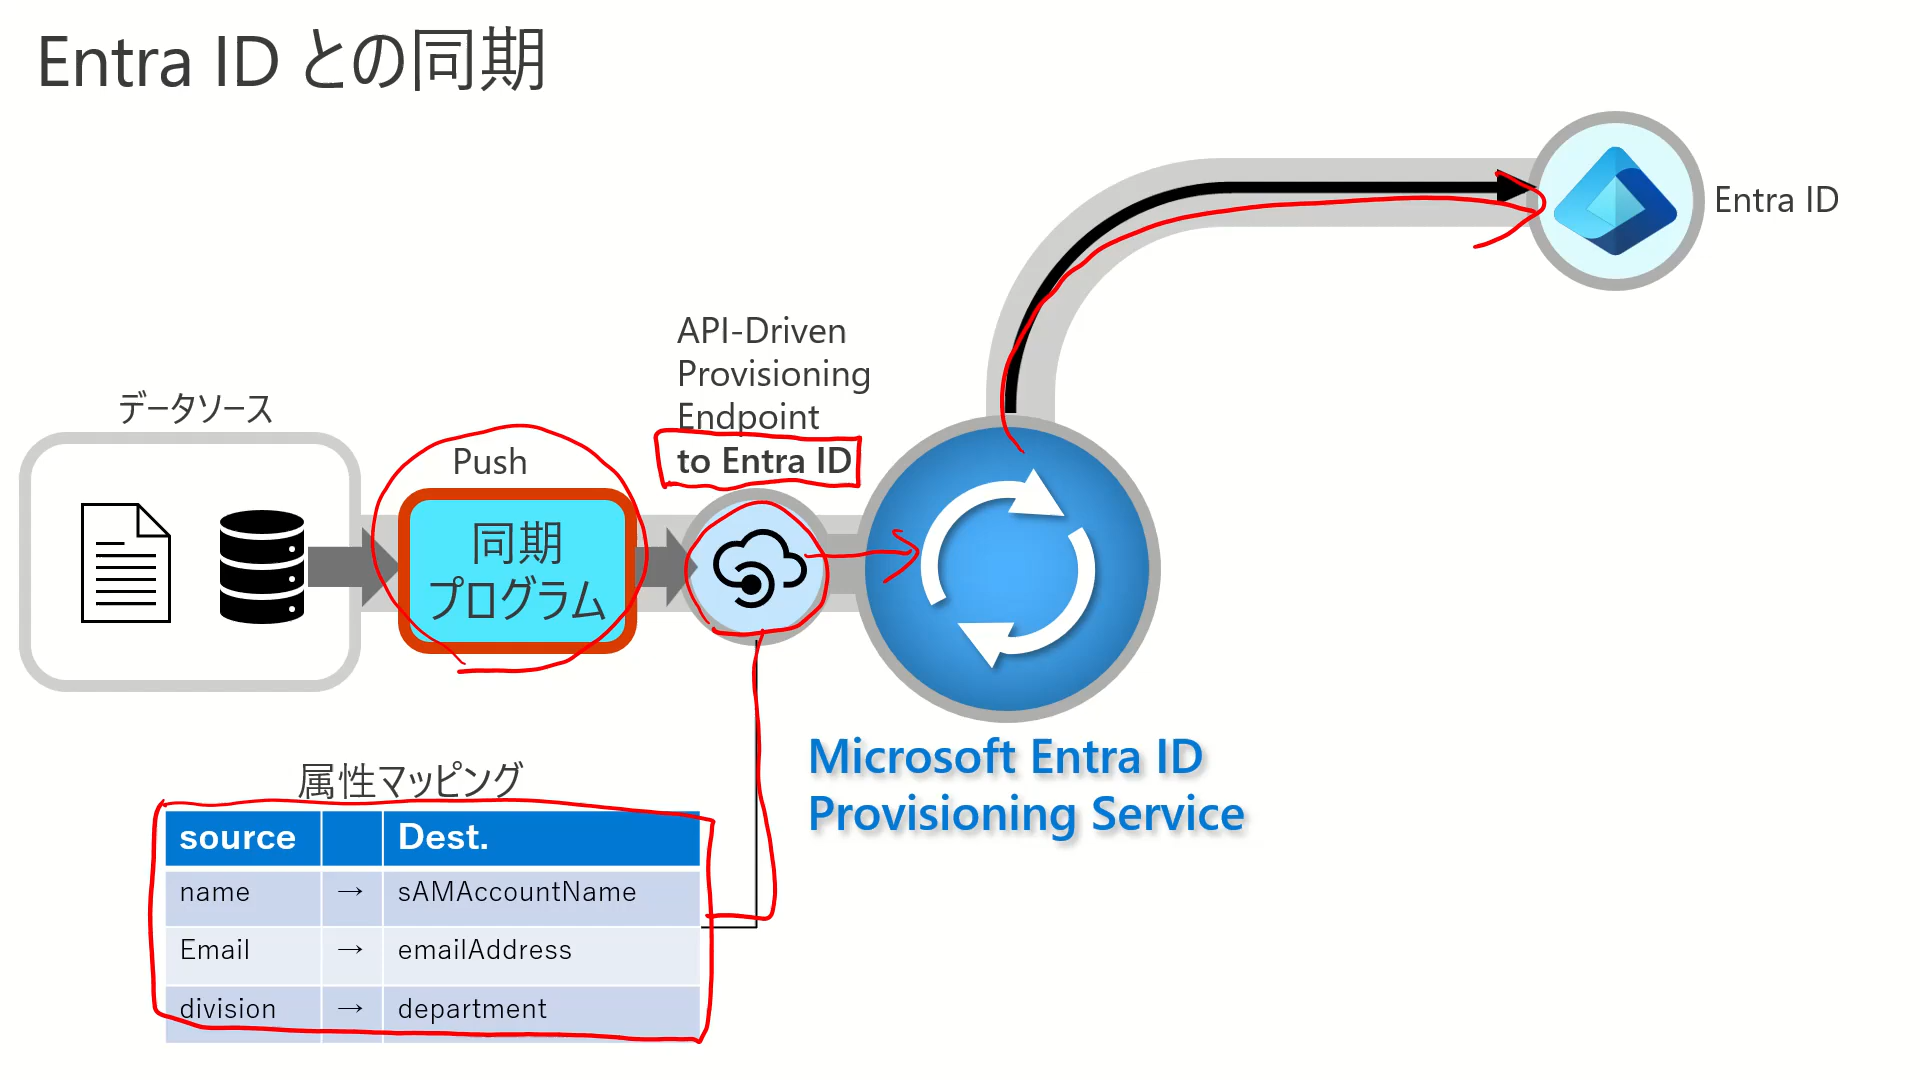 Entra ID との同期
Entra ID
API-Driven
Provisioning
Endpoint
to Entra ID
データソース
Push
同期
プログラム
Microsoft Entra ID
Provisioning Service
属性マッピング
source Dest.
name → sAMAccountName
Email → emailAddress
division → department